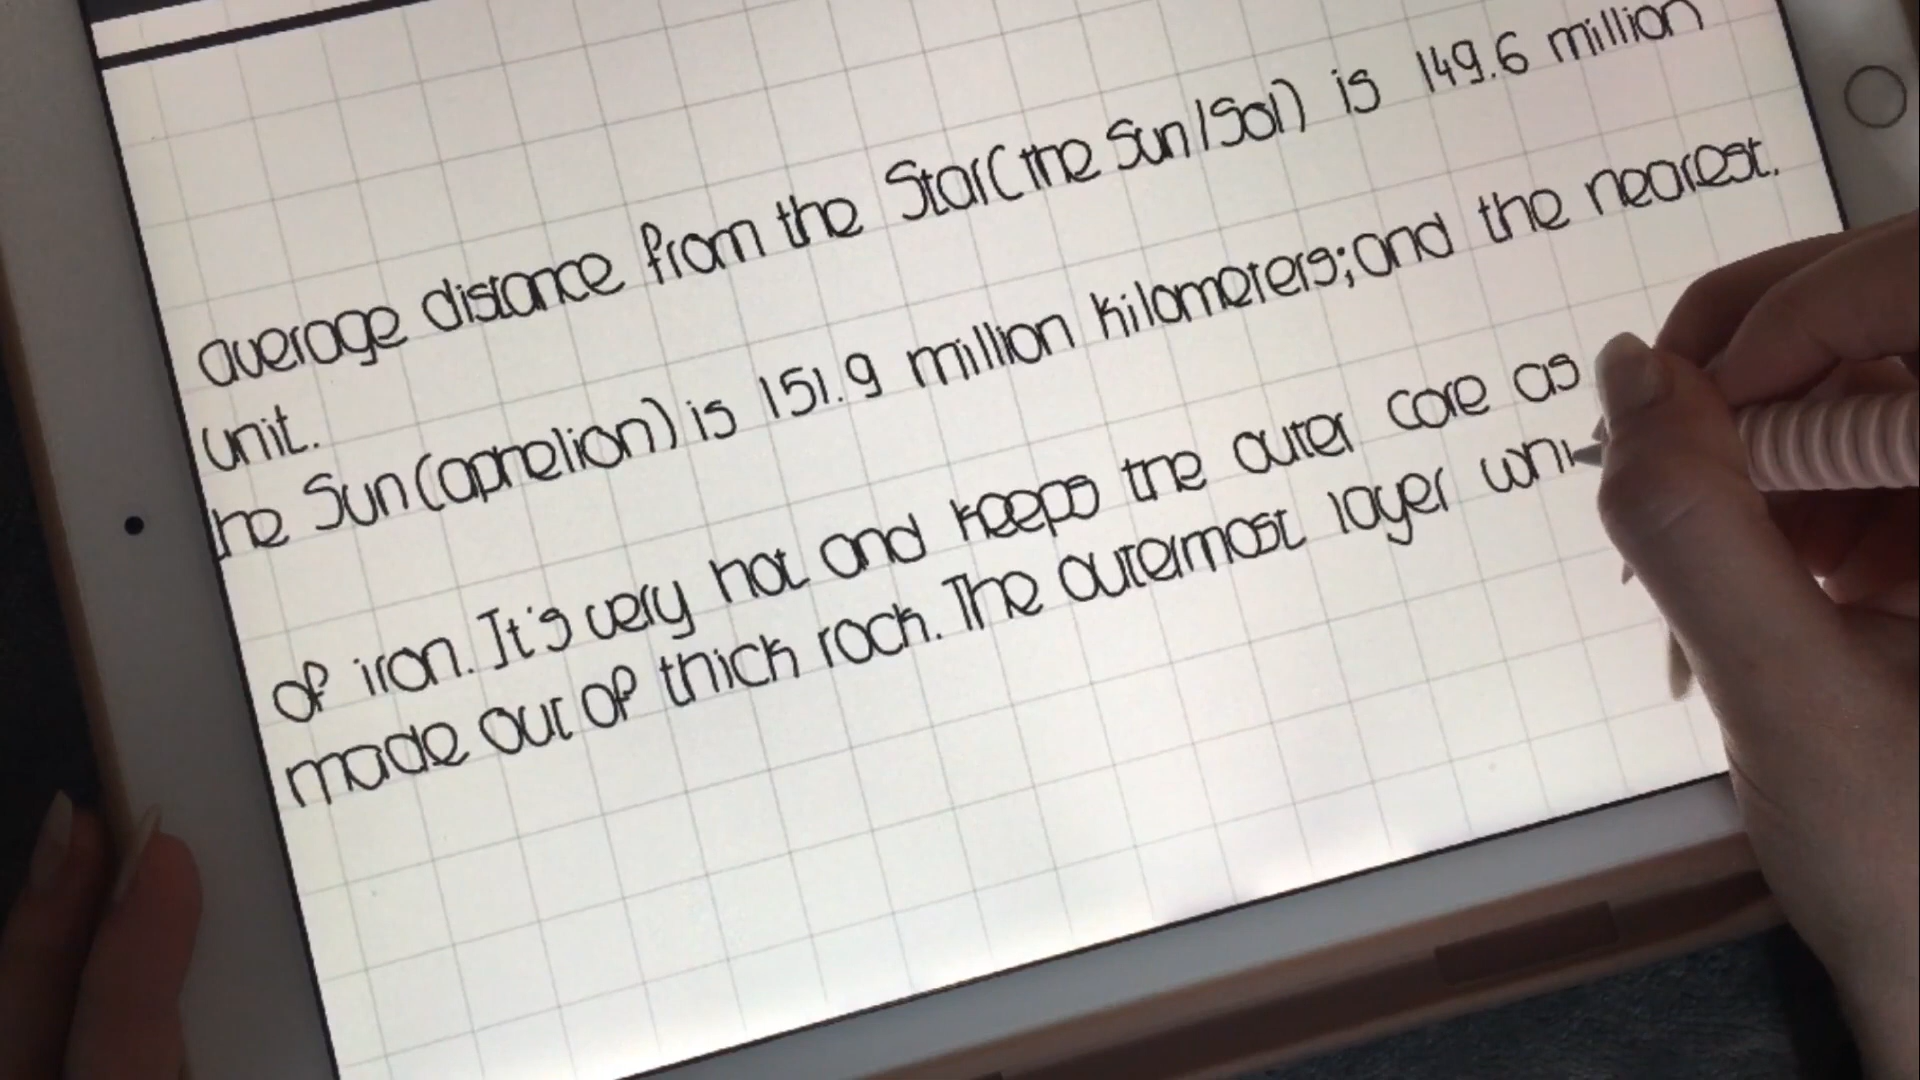 average distance from the Star(the Sun/Sol) is 149.6 million
unit.
he Sun(aphelion) is 151.9 million kilometers;and the nearest.
of iron. It's very hot and keeps the outer core as
made out of thick rock. The outermost layer whi